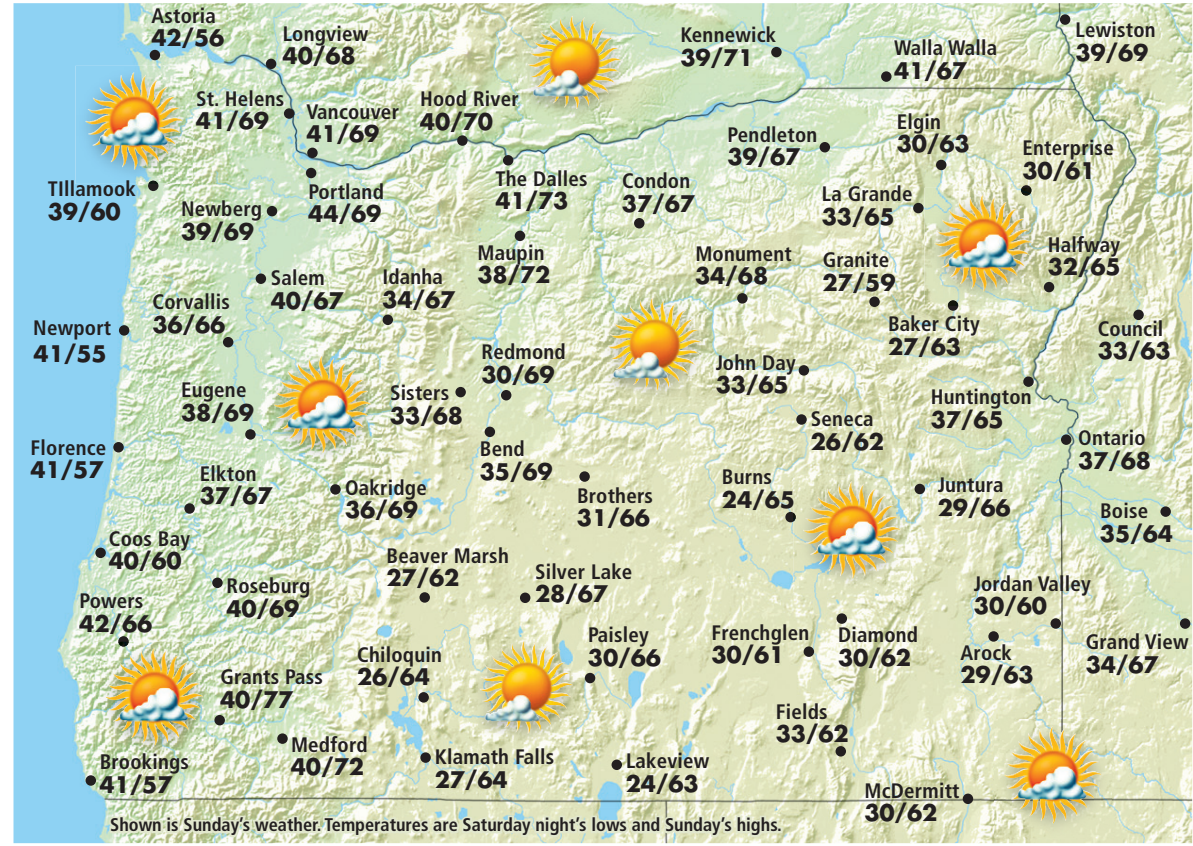 Astoria
42/56
Longview
40/68
Kennewick
39/71
Walla Walla
41/67
Lewiston
39/69
St. Helens
41/69
Vancouver
41/69
Hood River
40/70
Pendleton
39/67
Elgin
30/63
Enterprise
30/61
TIllamook
39/60
Newberg
39/69
Portland
44/69
The Dalles
41/73
Condon
37/67
La Grande
33/65
Maupin
38/72
Monument
34/68
Granite
27/59
Halfway
32/65
Salem
40/67
Idanha
34/67
Corvallis
36/66
Newport
41/55
Baker City
27/63
Council
33/63
Redmond
30/69
John Day
33/65
Eugene
38/69
Sisters
33/68
Huntington
37/65
Seneca
26/62
Florence
41/57
Bend
35/69
Ontario
37/68
Elkton
37/67
Oakridge
36/69
Brothers
31/66
Burns
24/65
Juntura
29/66
Boise
35/64
Coos Bay
40/60
Beaver Marsh
27/62
Silver Lake
28/67
Roseburg
40/69
Jordan Valley
30/60
Powers
42/66
Paisley
30/66
Frenchglen
30/61
Diamond
30/62
Arock
29/63
Grand View
34/67
Chiloquin
26/64
Grants Pass
40/77
Fields
33/62
Medford
40/72
Klamath Falls
27/64
Lakeview
24/63
Brookings
41/57
McDermitt
30/62
Shown is Sunday's weather. Temperatures are Saturday night's lows and Sunday's highs.